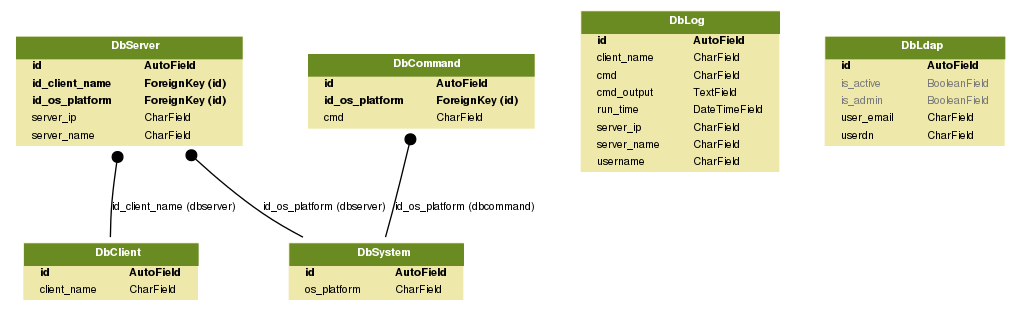 DbServer
id AutoField
id_client_name ForeignKey (id)
id_os_platform ForeignKey (id)
server_ip CharField
server_name CharField
DbCommand
id AutoField
id_os_platform ForeignKey (id)
cmd CharField
DbLog
id AutoField
client_name CharField
cmd CharField
cmd_output TextField
run_time DateTimeField
server_ip CharField
server_name CharField
username CharField
DbLdap
id AutoField
is_active BooleanField
is_admin BooleanField
user_email CharField
userdn CharField
id_client_name (dbserver)
id_os_platform (dbserver)
id_os_platform (dbcommand)
DbClient
id AutoField
client_name CharField
DbSystem
id AutoField
os_platform CharField